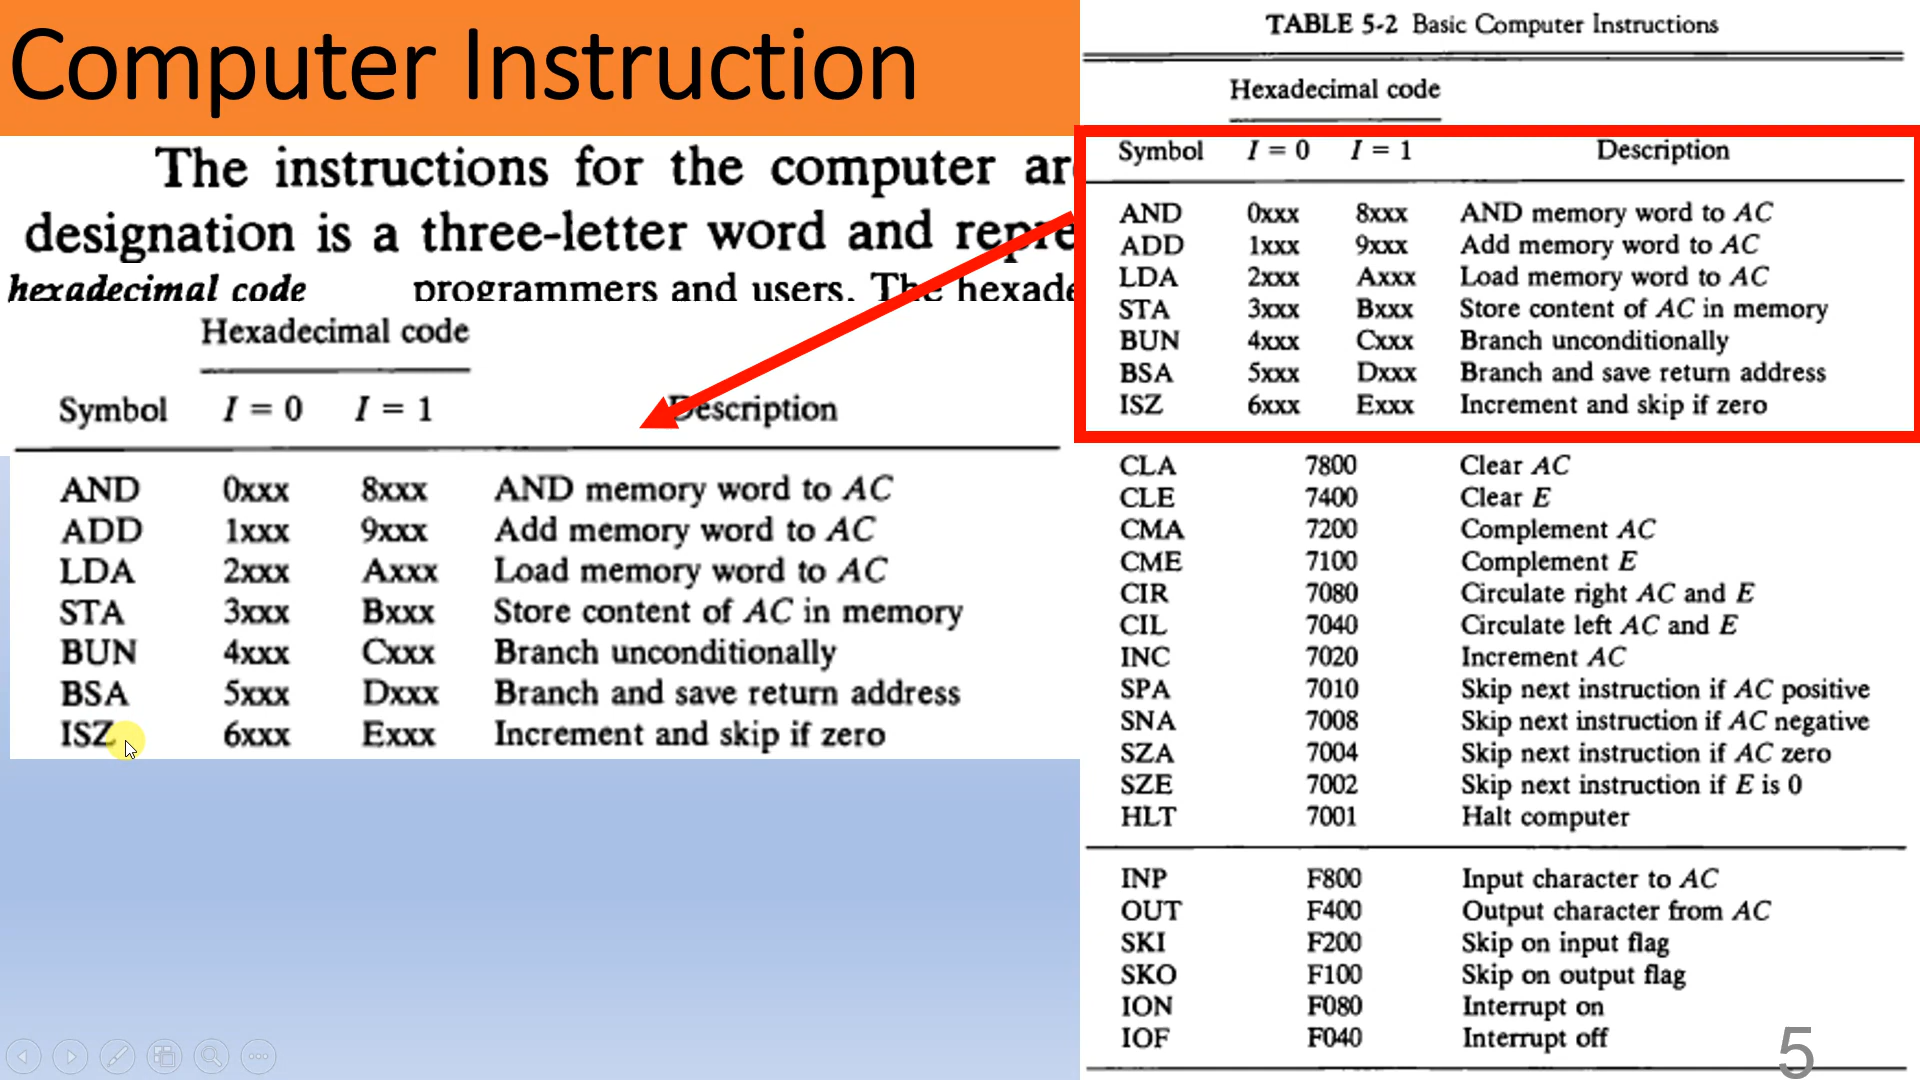 Computer Instruction
The instructions for the computer
designation is a three-letter word and
hexadecimal code programmers and users. The
Hexadecimal code
Symbol I = 0 I = 1 Description
AND 0xxx 8xxx AND memory word to AC
ADD 1xxx 9xxx Add memory word to AC
LDA 2xxx Axxx Load memory word to AC
STA 3xxx Bxxx Store content of AC in memory
BUN 4xxx Cxxx Branch unconditionally
BSA 5xxx Dxxx Branch and save return address
ISZ 6xxx Exxx Increment and skip if zero
TABLE 5-2 Basic Computer Instructions
Hexadecimal code
Symbol I = 0 I = 1 Description
AND 0xxx 8xxx AND memory word to AC
ADD 1xxx 9xxx Add memory word to AC
LDA 2xxx Axxx Load memory word to AC
STA 3xxx Bxxx Store content of AC in memory
BUN 4xxx Cxxx Branch unconditionally
BSA 5xxx Dxxx Branch and save return address
ISZ 6xxx Exxx Increment and skip if zero
CLA 7800 Clear AC
CLE 7400 Clear E
CMA 7200 Complement AC
CME 7100 Complement E
CIR 7080 Circulate right AC and E
CIL 7040 Circulate left AC and E
INC 7020 Increment AC
SPA 7010 Skip next instruction if AC positive
SNA 7008 Skip next instruction if AC negative
SZA 7004 Skip next instruction if AC zero
SZE 7002 Skip next instruction if E is 0
HLT 7001 Halt computer
INP F800 Input character to AC
OUT F400 Output character from AC
SKI F200 Skip on input flag
SKO F100 Skip on output flag
ION F080 Interrupt on
IOF F040 Interrupt off
5